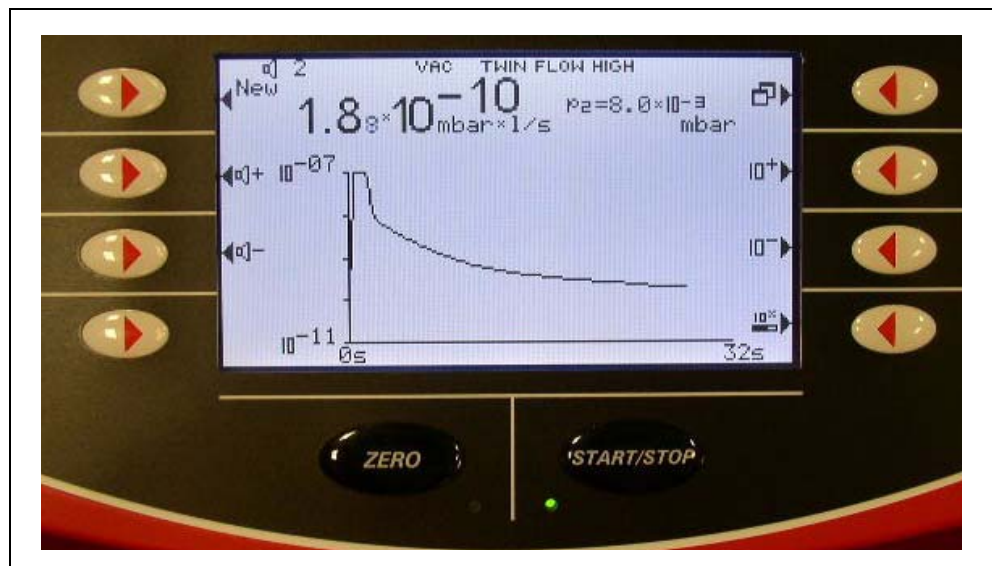 2 VAC TWIN FLOW HIGH
New
1.88×10⁻¹⁰ mbar×l/s p2=8.0×10⁻³ mbar
+ 10⁻⁰⁷ 10⁺
- 10⁻
10⁻¹¹ 10ˣ
0s 32s
ZERO START/STOP